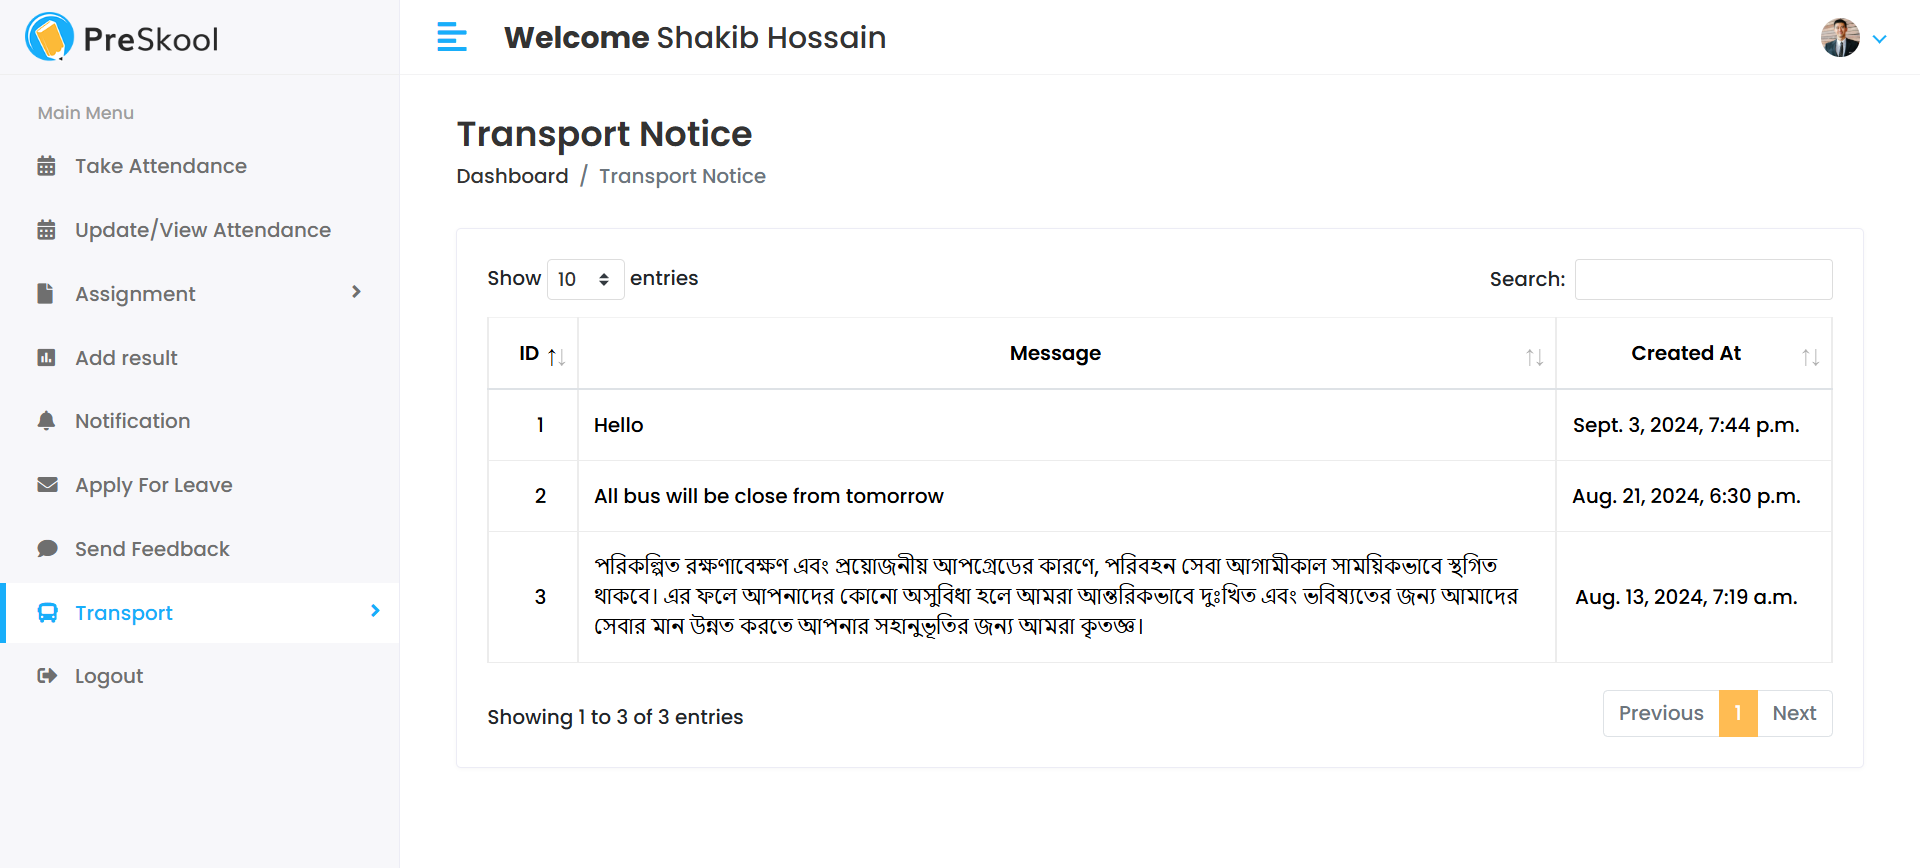 PreSkool
Welcome Shakib Hossain
Main Menu
Take Attendance
Update/View Attendance
Assignment
Add result
Notification
Apply For Leave
Send Feedback
Transport
Logout
Transport Notice
Dashboard / Transport Notice
Show 10 entries
Search:
ID Message Created At
1 Hello Sept. 3, 2024, 7:44 p.m.
2 All bus will be close from tomorrow Aug. 21, 2024, 6:30 p.m.
পরিকল্পিত রক্ষণাবেক্ষণ এবং প্রয়োজনীয় আপগ্রেডের কারণে, পরিবহন সেবা আগামীকাল সাময়িকভাবে স্থগিত
3 থাকবে। এর ফলে আপনাদের কোনো অসুবিধা হলে আমরা আন্তরিকভাবে দুঃখিত এবং ভবিষ্যতের জন্য আমাদের Aug. 13, 2024, 7:19 a.m.
সেবার মান উন্নত করতে আপনার সহানুভূতির জন্য আমরা কৃতজ্ঞ।
Showing 1 to 3 of 3 entries
Previous 1 Next